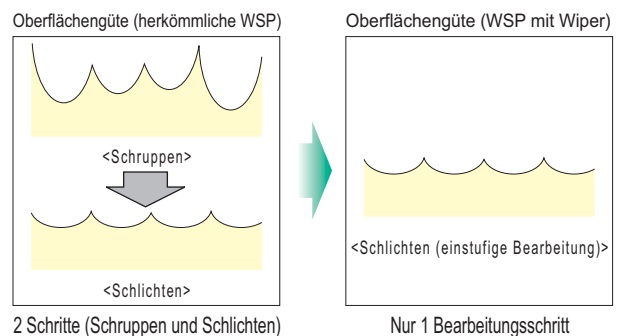 Oberflächengüte (herkömmliche WSP)
<Schruppen>
<Schlichten>
2 Schritte (Schruppen und Schlichten)
Oberflächengüte (WSP mit Wiper)
<Schlichten (einstufige Bearbeitung)>
Nur 1 Bearbeitungsschritt